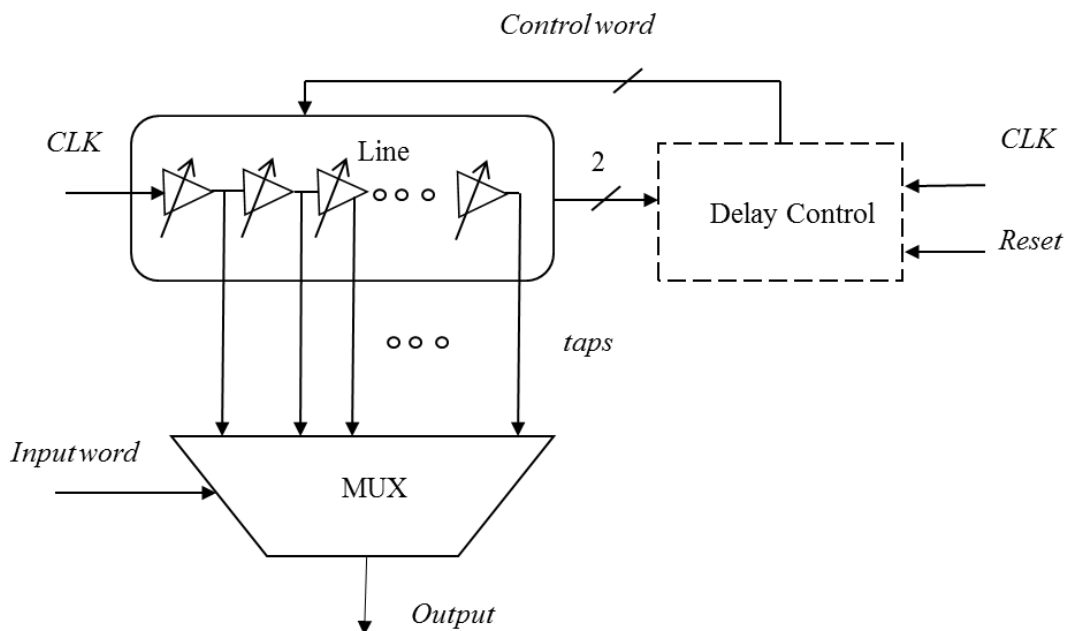 Control word
CLK
Line
2
CLK
Delay Control
Reset
taps
Input word
MUX
Output